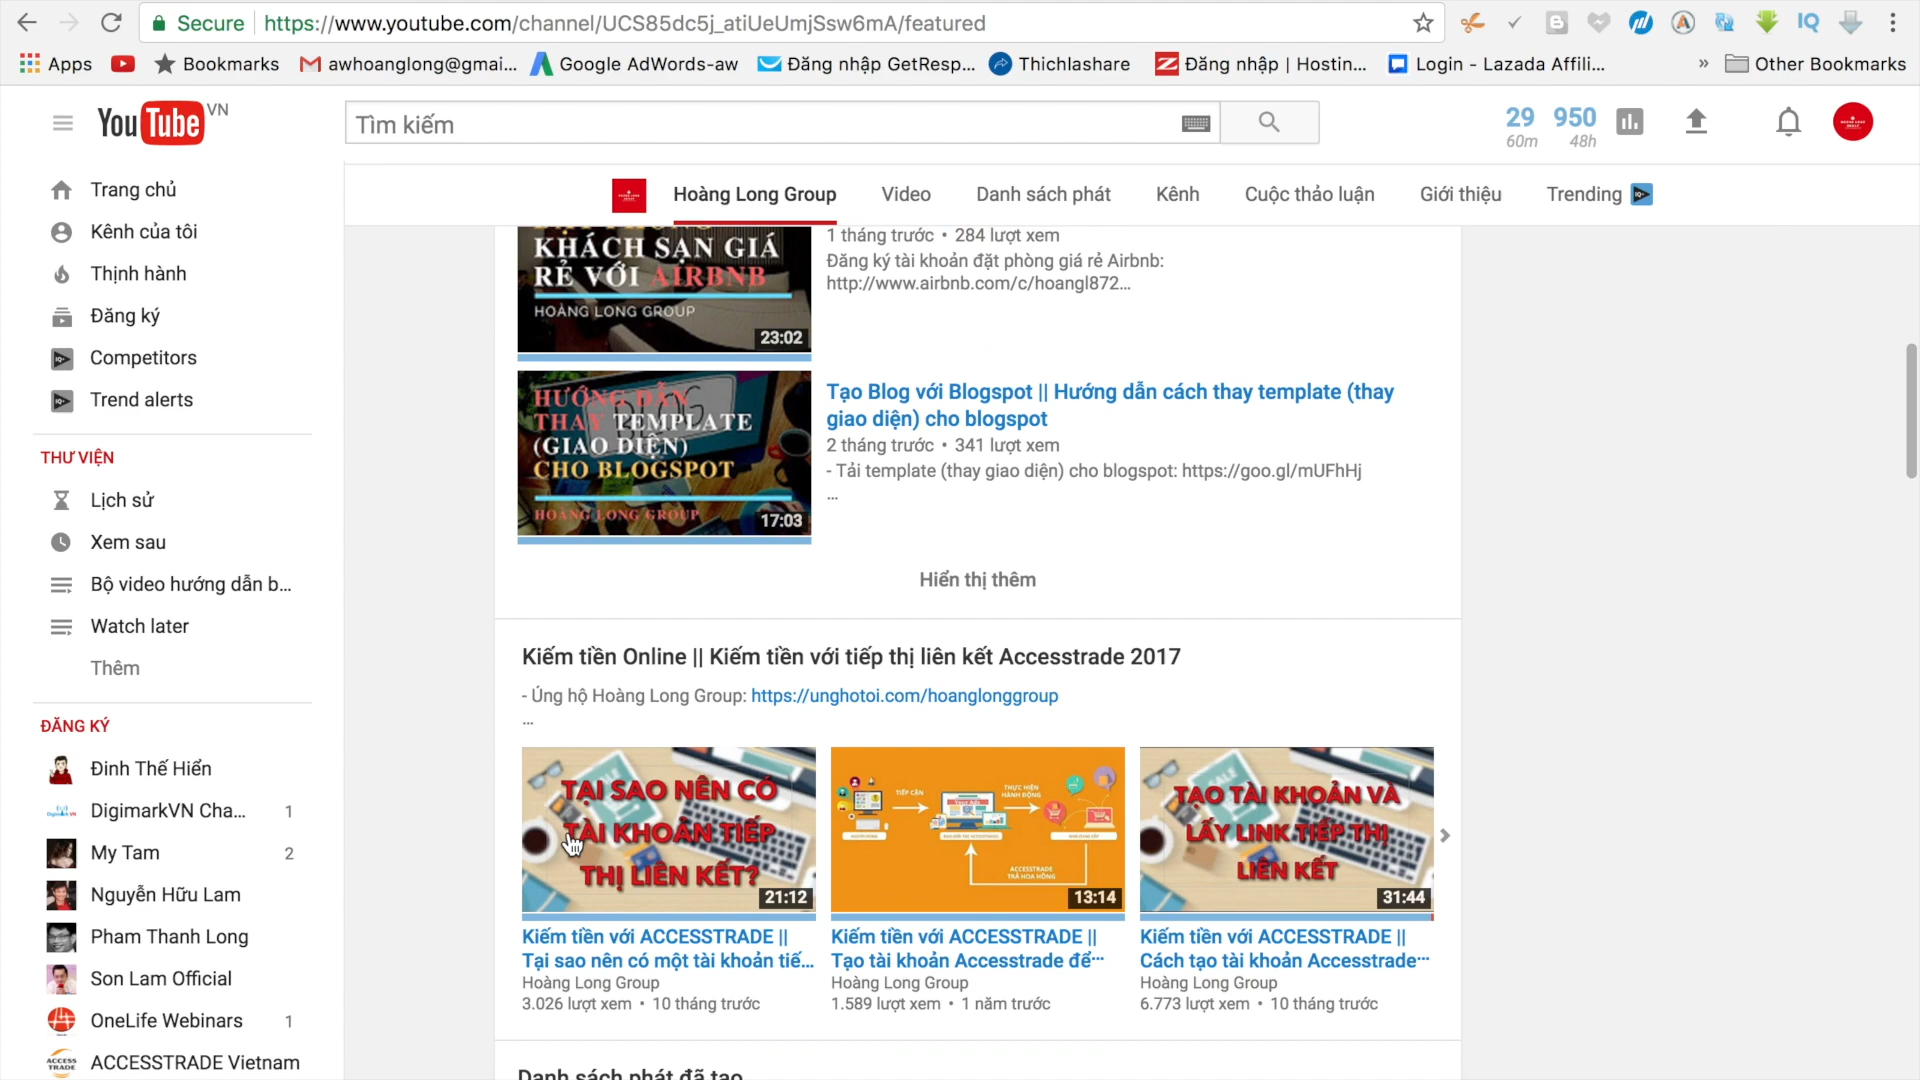 Secure https://www.youtube.com/channel/UCS85dc5j_atiUeUmjSsw6mA/featured
Apps Bookmarks awhoanglong@gmai... Google AdWords-aw Đăng nhập GetResp... Thichlashare Đăng nhập | Hostin... Login - Lazada Affili... » Other Bookmarks
YouTube VN
Tìm kiếm
29 950
60m 48h
Hoàng Long Group Video Danh sách phát Kênh Cuộc thảo luận Giới thiệu Trending
Trang chủ
Kênh của tôi
Thịnh hành
Đăng ký
Competitors
Trend alerts
THƯ VIỆN
Lịch sử
Xem sau
Bộ video hướng dẫn b...
Watch later
Thêm
ĐĂNG KÝ
Đinh Thế Hiển
DigimarkVN Cha... 1
My Tam 2
Nguyễn Hữu Lam
Pham Thanh Long
Son Lam Official
OneLife Webinars 1
ACCESSTRADE Vietnam
KHÁCH SẠN GIÁ
RẺ VỚI AIRBNB
HOÀNG LONG GROUP
23:02
1 tháng trước • 284 lượt xem
Đăng ký tài khoản đặt phòng giá rẻ Airbnb:
http://www.airbnb.com/c/hoangl872...
HƯỚNG DẪN
THAY TEMPLATE
(GIAO DIỆN)
CHO BLOGSPOT
HOÀNG LONG GROUP
17:03
Tạo Blog với Blogspot || Hướng dẫn cách thay template (thay
giao diện) cho blogspot
2 tháng trước • 341 lượt xem
- Tải template (thay giao diện) cho blogspot: https://goo.gl/mUFhHj
...
Hiển thị thêm
Kiếm tiền Online || Kiếm tiền với tiếp thị liên kết Accesstrade 2017
- Ủng hộ Hoàng Long Group: https://unghotoi.com/hoanglonggroup
...
TẠI SAO NÊN CÓ
TÀI KHOẢN TIẾP
THỊ LIÊN KẾT?
21:12
TIẾP CẬN
THỰC HIỆN
HÀNH ĐỘNG
ACCESSTRADE
TRẢ HOA HỒNG
13:14
TẠO TÀI KHOẢN VÀ
LẤY LINK TIẾP THỊ
LIÊN KẾT
31:44
Kiếm tiền với ACCESSTRADE ||
Tại sao nên có một tài khoản tiế...
Hoàng Long Group
3.026 lượt xem • 10 tháng trước
Kiếm tiền với ACCESSTRADE ||
Tạo tài khoản Accesstrade để...
Hoàng Long Group
1.589 lượt xem • 1 năm trước
Kiếm tiền với ACCESSTRADE ||
Cách tạo tài khoản Accesstrade...
Hoàng Long Group
6.773 lượt xem • 10 tháng trước
Danh sách phát đã tạo